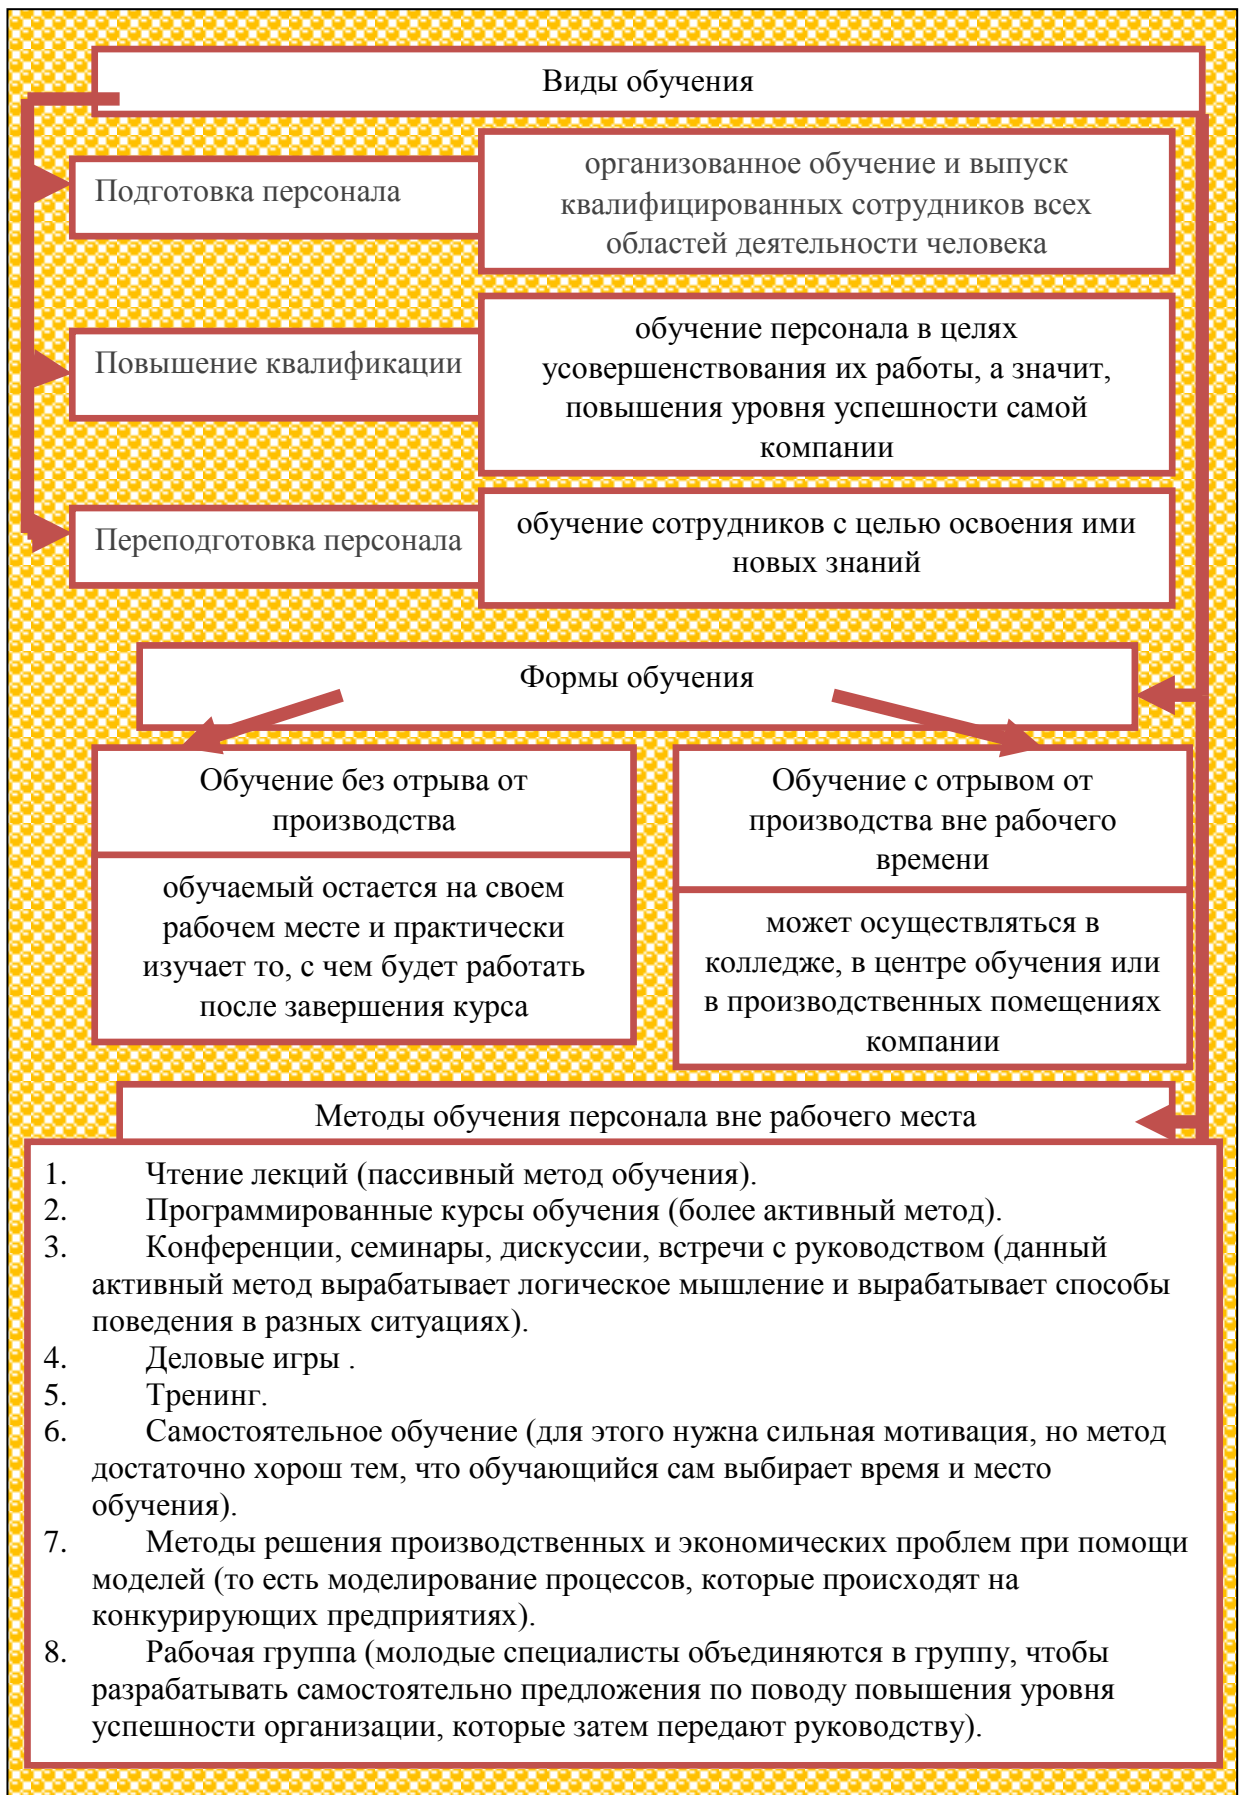 Виды обучения
Подготовка персонала
организованное обучение и выпуск
квалифицированных сотрудников всех
областей деятельности человека
Повышение квалификации
обучение персонала в целях
усовершенствования их работы, а значит,
повышения уровня успешности самой
компании
Переподготовка персонала
обучение сотрудников с целью освоения ими
новых знаний
Формы обучения
Обучение без отрыва от
производства
обучаемый остается на своем
рабочем месте и практически
изучает то, с чем будет работать
после завершения курса
Обучение с отрывом от
производства вне рабочего
времени
может осуществляться в
колледже, в центре обучения или
в производственных помещениях
компании
Методы обучения персонала вне рабочего места
1. Чтение лекций (пассивный метод обучения).
2. Программированные курсы обучения (более активный метод).
3. Конференции, семинары, дискуссии, встречи с руководством (данный
активный метод вырабатывает логическое мышление и вырабатывает способы
поведения в разных ситуациях).
4. Деловые игры .
5. Тренинг.
6. Самостоятельное обучение (для этого нужна сильная мотивация, но метод
достаточно хорош тем, что обучающийся сам выбирает время и место
обучения).
7. Методы решения производственных и экономических проблем при помощи
моделей (то есть моделирование процессов, которые происходят на
конкурирующих предприятиях).
8. Рабочая группа (молодые специалисты объединяются в группу, чтобы
разрабатывать самостоятельно предложения по поводу повышения уровня
успешности организации, которые затем передают руководству).